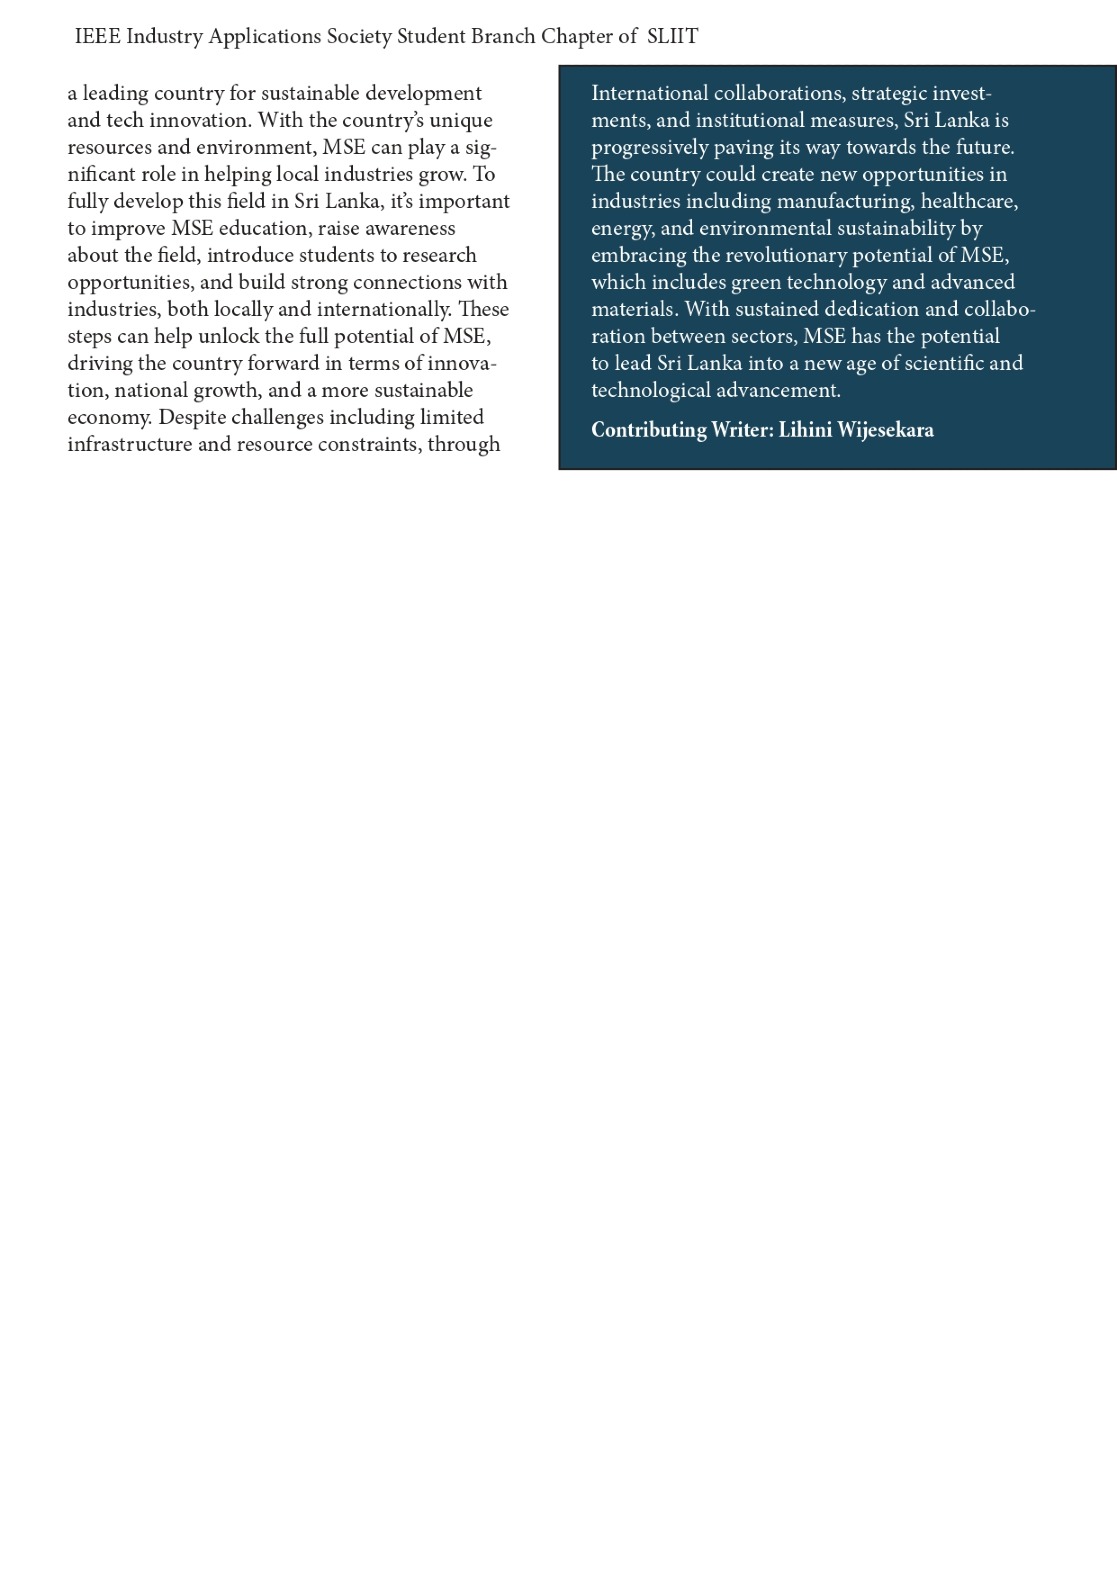 IEEE Industry Applications Society Student Branch Chapter of SLIIT
a leading country for sustainable development
and tech innovation. With the country’s unique
resources and environment, MSE can play a sig-
nificant role in helping local industries grow. To
fully develop this field in Sri Lanka, it’s important
to improve MSE education, raise awareness
about the field, introduce students to research
opportunities, and build strong connections with
industries, both locally and internationally. These
steps can help unlock the full potential of MSE,
driving the country forward in terms of innova-
tion, national growth, and a more sustainable
economy. Despite challenges including limited
infrastructure and resource constraints, through
International collaborations, strategic invest-
ments, and institutional measures, Sri Lanka is
progressively paving its way towards the future.
The country could create new opportunities in
industries including manufacturing, healthcare,
energy, and environmental sustainability by
embracing the revolutionary potential of MSE,
which includes green technology and advanced
materials. With sustained dedication and collabo-
ration between sectors, MSE has the potential
to lead Sri Lanka into a new age of scientific and
technological advancement.
Contributing Writer: Lihini Wijesekara